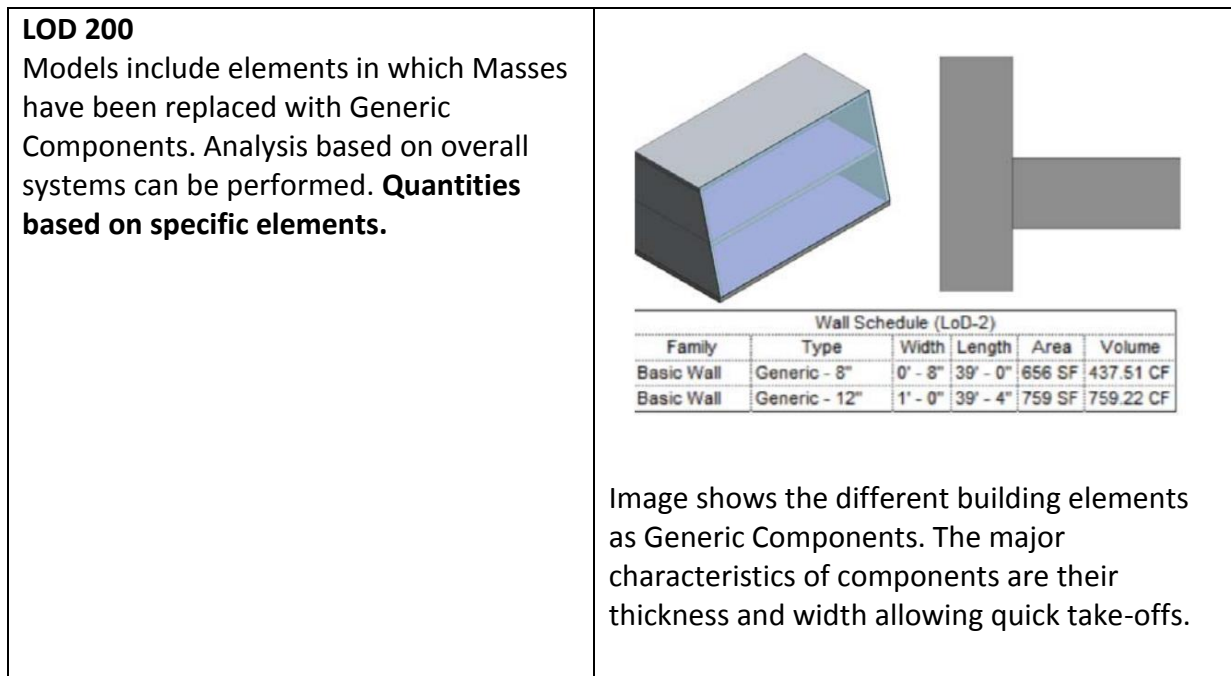 LOD 200
Models include elements in which Masses
have been replaced with Generic
Components. Analysis based on overall
systems can be performed. Quantities
based on specific elements.
Wall Schedule (LoD-2)
Family Type Width Length Area Volume
Basic Wall Generic - 8" 0' - 8" 39' - 0" 656 SF 437.51 CF
Basic Wall Generic - 12" 1' - 0" 39' - 4" 759 SF 759.22 CF
Image shows the different building elements
as Generic Components. The major
characteristics of components are their
thickness and width allowing quick take-offs.